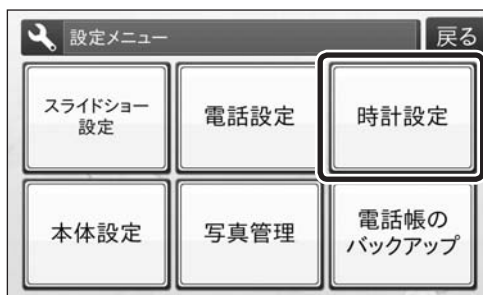 設定メニュー
戻る
スライドショー
設定
電話設定
時計設定
本体設定
写真管理
電話帳の
バックアップ